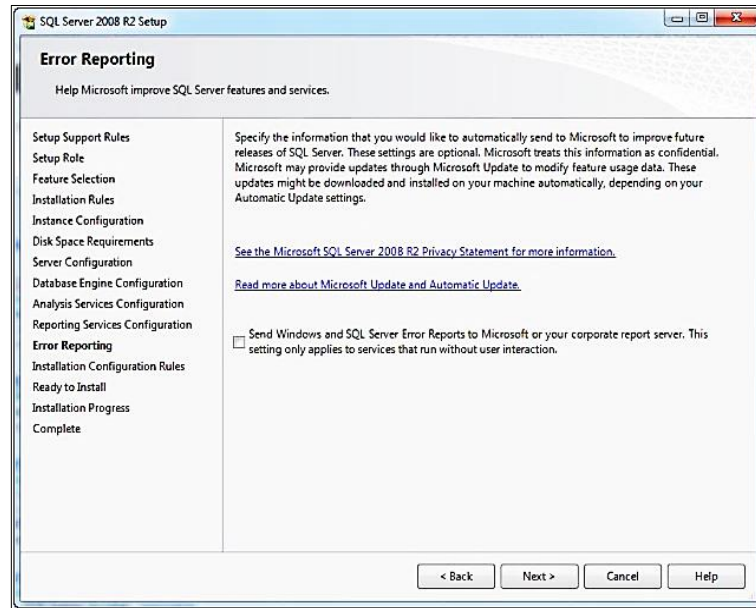 SQL Server 2008 R2 Setup
Error Reporting
Help Microsoft improve SQL Server features and services.
Setup Support Rules
Setup Role
Feature Selection
Installation Rules
Instance Configuration
Disk Space Requirements
Server Configuration
Database Engine Configuration
Analysis Services Configuration
Reporting Services Configuration
Error Reporting
Installation Configuration Rules
Ready to Install
Installation Progress
Complete
Specify the information that you would like to automatically send to Microsoft to improve future
releases of SQL Server. These settings are optional. Microsoft treats this information as confidential.
Microsoft may provide updates through Microsoft Update to modify feature usage data. These
updates might be downloaded and installed on your machine automatically, depending on your
Automatic Update settings.
See the Microsoft SQL Server 2008 R2 Privacy Statement for more information.
Read more about Microsoft Update and Automatic Update.
Send Windows and SQL Server Error Reports to Microsoft or your corporate report server. This
setting only applies to services that run without user interaction.
< Back
Next >
Cancel
Help